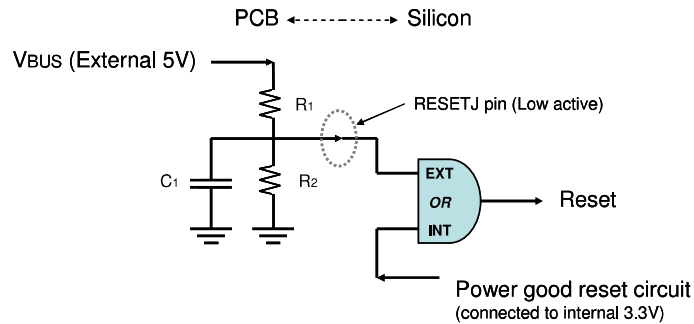 PCB Silicon
VBUS (External 5V)
R1
RESETJ pin (Low active)
C1
R2
EXT
OR
INT
Reset
Power good reset circuit
(connected to internal 3.3V)